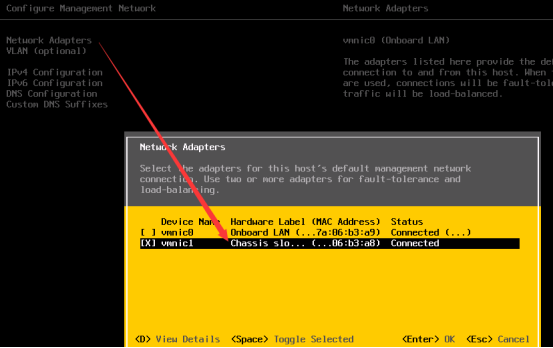 Configure Management Network
Network Adapters
Network Adapters
VLAN (optional)
IPv4 Configuration
IPv6 Configuration
DNS Configuration
Custom DNS Suffixes
vmnic0 (Onboard LAN)
The adapters listed here provide the
connection to and from this host. When
are used, connections will be
traffic will be load-balanced.
Network Adapters
Select the adapters for this host's default management network
connection. Use two or more adapters for fault-tolerance and
load-balancing.
Device Name Hardware Label (MAC Address) Status
[ ] vmnic0 Onboard LAN (...7a:06:b3:a9) Connected (...)
[X] vmnic1 Chassis slo... (...06:b3:a8) Connected
<D> View Details <Space> Toggle Selected <Enter> OK <Esc> Cancel